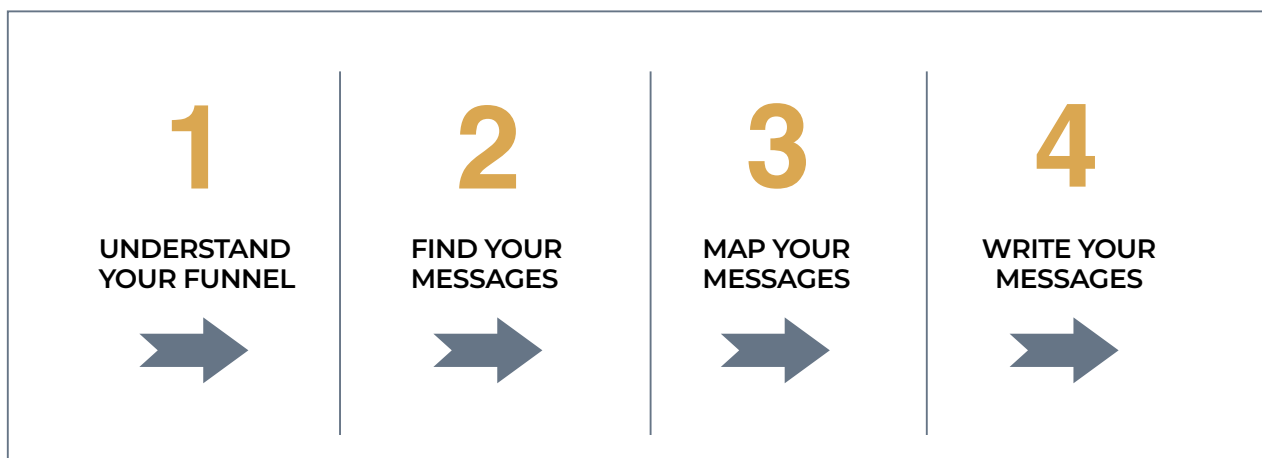 1
UNDERSTAND
YOUR FUNNEL
2
FIND YOUR
MESSAGES
3
MAP YOUR
MESSAGES
4
WRITE YOUR
MESSAGES